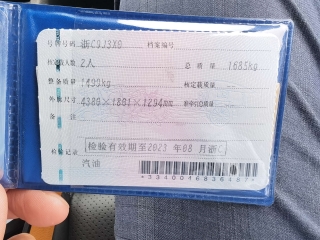 号牌号码 浙C9J3X0 档案编号
核定载人数 2人 总质量 1685kg
整备质量 1490kg 核定载质量 --
外廓尺寸 4380×1801×1294mm 准牵引总质量 --
备注
检验记录 检验有效期至2023年08月浙C
汽油